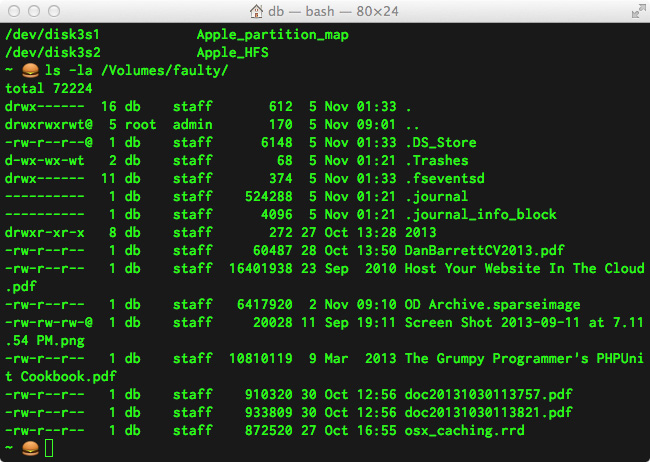 db — bash — 80×24
/dev/disk3s1            Apple_partition_map
/dev/disk3s2            Apple_HFS
~ 🍔 ls -la /Volumes/faulty/
total 72224
drwx------  16 db    staff       612  5 Nov 01:33 .
drwxrwxrwt@  5 root  admin       170  5 Nov 09:01 ..
-rw-r--r--@  1 db    staff      6148  5 Nov 01:33 .DS_Store
d-wx-wx-wt   2 db    staff        68  5 Nov 01:21 .Trashes
drwx------  11 db    staff       374  5 Nov 01:33 .fseventsd
----------   1 db    staff    524288  5 Nov 01:21 .journal
----------   1 db    staff      4096  5 Nov 01:21 .journal_info_block
drwxr-xr-x   8 db    staff       272 27 Oct 13:28 2013
-rw-r--r--   1 db    staff     60487 28 Oct 13:50 DanBarrettCV2013.pdf
-rw-r--r--   1 db    staff  16401938 23 Sep  2010 Host Your Website In The Cloud
.pdf
-rw-r--r--   1 db    staff   6417920  2 Nov 09:10 OD Archive.sparseimage
-rw-rw-rw-@  1 db    staff     20028 11 Sep 19:11 Screen Shot 2013-09-11 at 7.11
.54 PM.png
-rw-r--r--   1 db    staff  10810119  9 Mar  2013 The Grumpy Programmer's PHPUni
t Cookbook.pdf
-rw-r--r--   1 db    staff    910320 30 Oct 12:56 doc20131030113757.pdf
-rw-r--r--   1 db    staff    933809 30 Oct 12:56 doc20131030113821.pdf
-rw-r--r--   1 db    staff    872520 27 Oct 16:55 osx_caching.rrd
~ 🍔